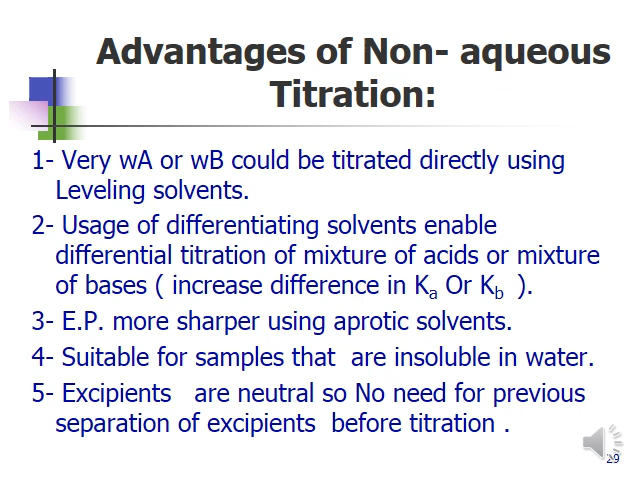 Advantages of Non- aqueous
Titration:
1- Very wA or wB could be titrated directly using
Leveling solvents.
2- Usage of differentiating solvents enable
differential titration of mixture of acids or mixture
of bases ( increase difference in Ka Or Kb ).
3- E.P. more sharper using aprotic solvents.
4- Suitable for samples that are insoluble in water.
5- Excipients are neutral so No need for previous
separation of excipients before titration .
29